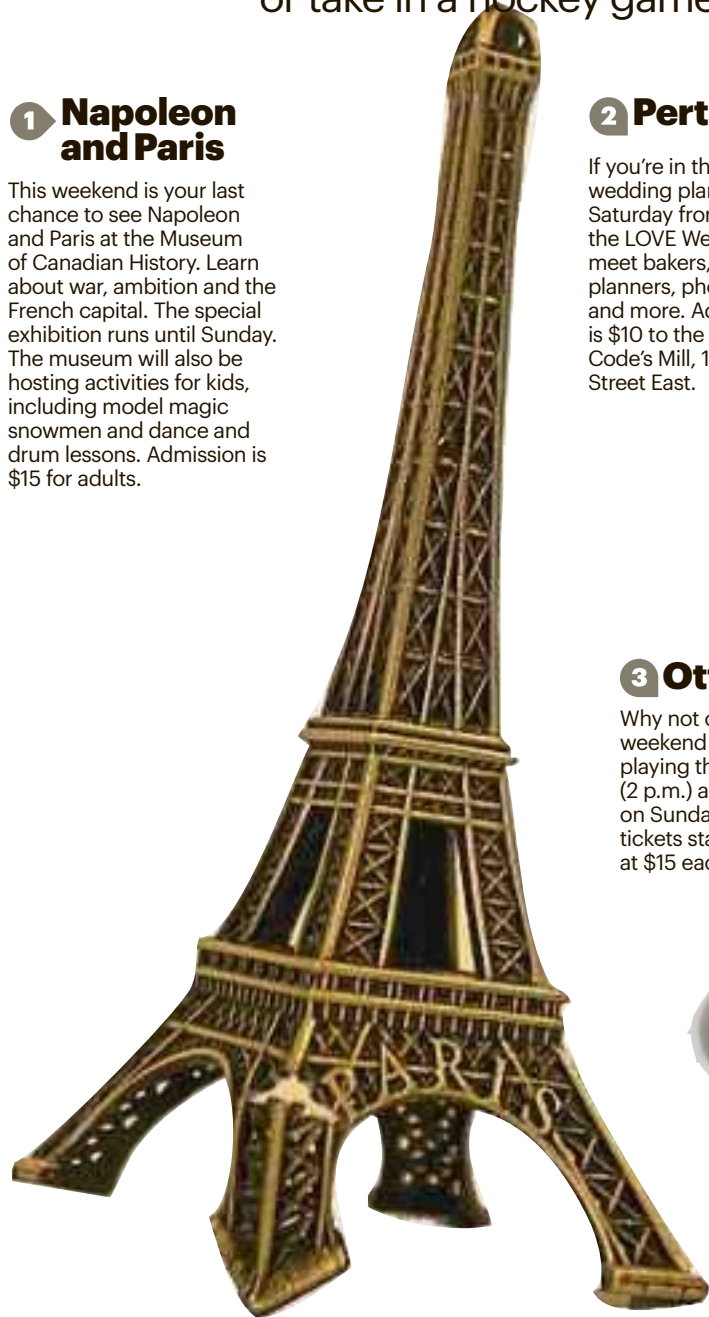 or take in a hockey game
1 Napoleon
and Paris
This weekend is your last
chance to see Napoleon
and Paris at the Museum
of Canadian History. Learn
about war, ambition and the
French capital. The special
exhibition runs until Sunday.
The museum will also be
hosting activities for kids,
including model magic
snowmen and dance and
drum lessons. Admission is
$15 for adults.
2 Pert
If you’re in th
wedding plan
Saturday from
the LOVE We
meet bakers,
planners, pho
and more. Ad
is $10 to the
Code’s Mill, 1
Street East.
3 Ott
Why not
weekend
playing th
(2 p.m.) a
on Sunda
tickets sta
at $15 eac
PARIS